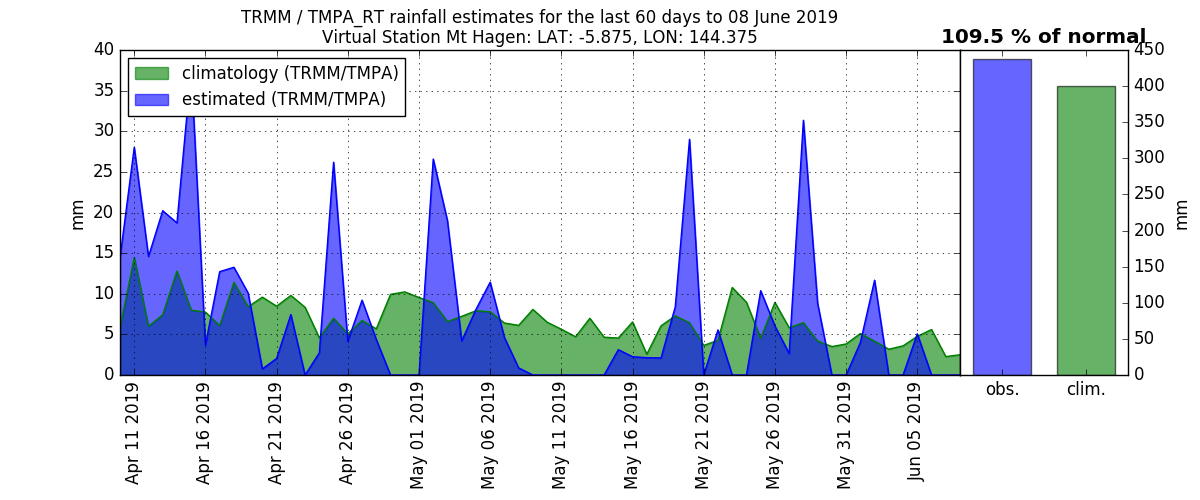 TRMM / TMPA_RT rainfall estimates for the last 60 days to 08 June 2019
Virtual Station Mt Hagen: LAT: -5.875, LON: 144.375
109.5 % of normal
climatology (TRMM/TMPA)
estimated (TRMM/TMPA)
mm
40
35
30
25
20
15
10
5
0
Apr 11 2019
Apr 16 2019
Apr 21 2019
Apr 26 2019
May 01 2019
May 06 2019
May 11 2019
May 16 2019
May 21 2019
May 26 2019
May 31 2019
Jun 05 2019
450
400
350
300
250
200
150
100
50
0
mm
obs.
clim.